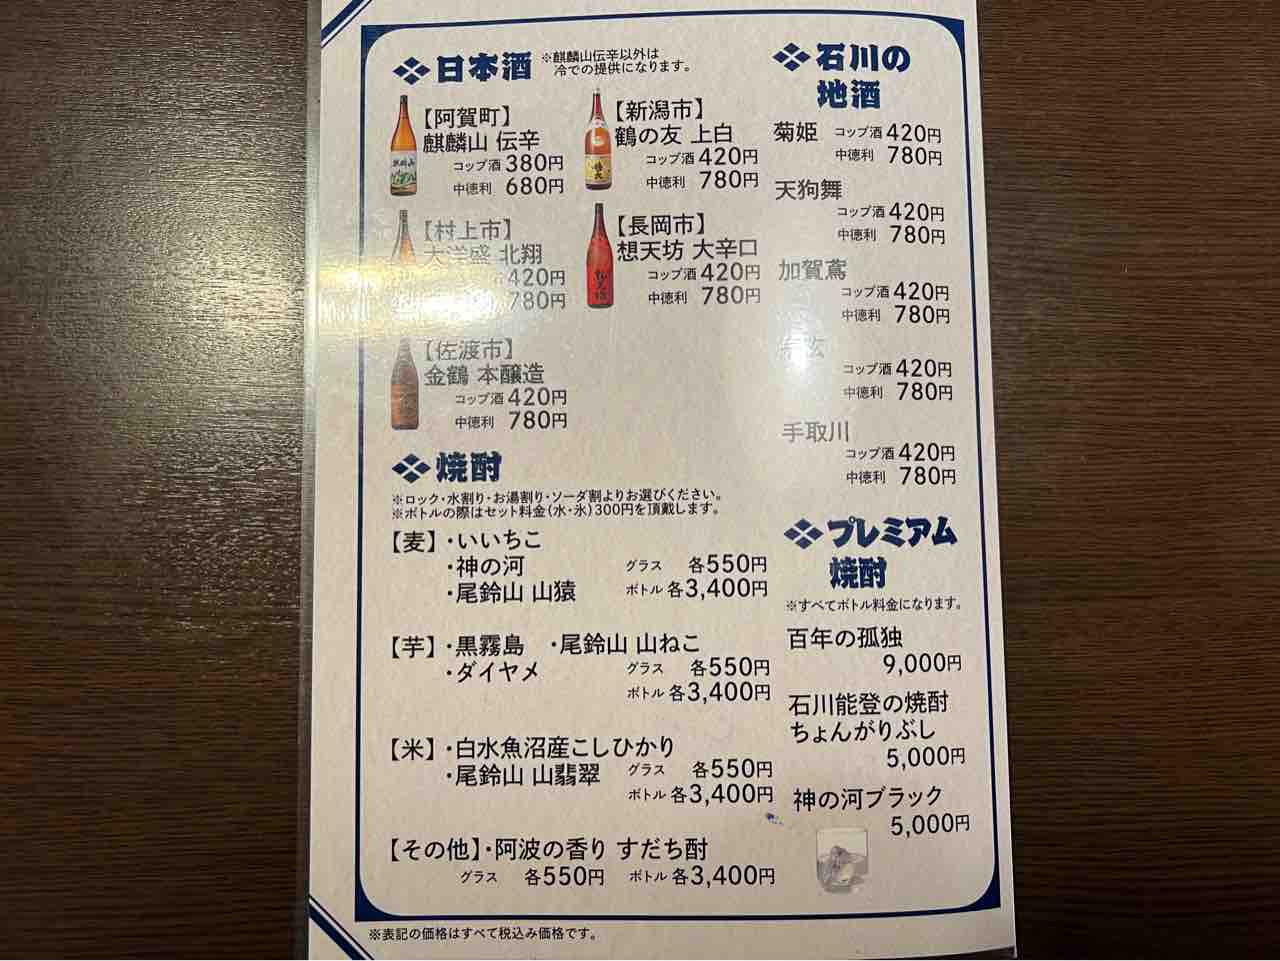 日本酒
※麒麟山伝辛以外は
冷での提供になります。
【阿賀町】
麒麟山 伝辛
コップ酒 380円
中徳利 680円
【新潟市】
鶴の友 上白
コップ酒 420円
中徳利 780円
【村上市】
大洋盛 北翔
420円
780円
【長岡市】
想天坊 大辛口
コップ酒 420円
中徳利 780円
【佐渡市】
金鶴 本醸造
コップ酒 420円
中徳利 780円
焼酎
※ロック・水割り・お湯割り・ソーダ割よりお選びください。
※ボトルの際はセット料金(水・氷)300円を頂戴します。
【麦】・いいちこ
・神の河
グラス 各550円
・尾鈴山 山猿
ボトル 各3,400円
【芋】・黒霧島 ・尾鈴山 山ねこ
・ダイヤメ
グラス 各550円
ボトル 各3,400円
【米】・白水魚沼産こしひかり
・尾鈴山 山翡翠
グラス 各550円
ボトル 各3,400円
【その他】・阿波の香り すだち酎
グラス 各550円 ボトル 各3,400円
石川の
地酒
菊姫
コップ酒 420円
中徳利 780円
天狗舞
コップ酒 420円
中徳利 780円
加賀鳶
コップ酒 420円
中徳利 780円
コップ酒 420円
中徳利 780円
手取川
コップ酒 420円
中徳利 780円
プレミアム
焼酎
※すべてボトル料金になります。
百年の孤独
9,000円
石川能登の焼酎
ちょんがりぶし
5,000円
神の河ブラック
5,000円
※表記の価格はすべて税込み価格です。